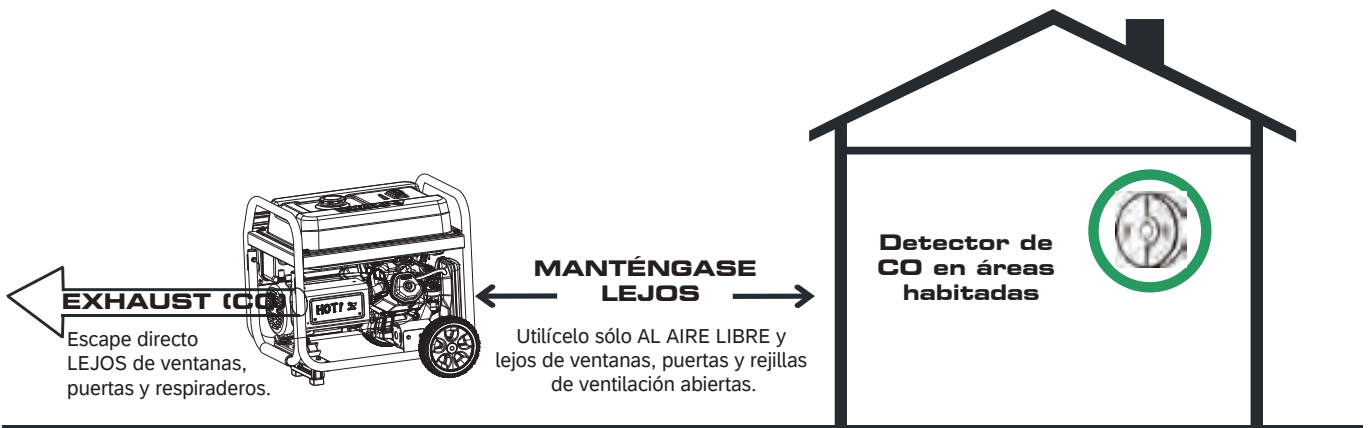 EXHAUST (CO)
Escape directo
LEJOS de ventanas,
puertas y respiraderos.
HOT!
MANTÉNGASE
LEJOS
Utilícelo sólo AL AIRE LIBRE y
lejos de ventanas, puertas y rejillas
de ventilación abiertas.
Detector de
CO en áreas
habitadas